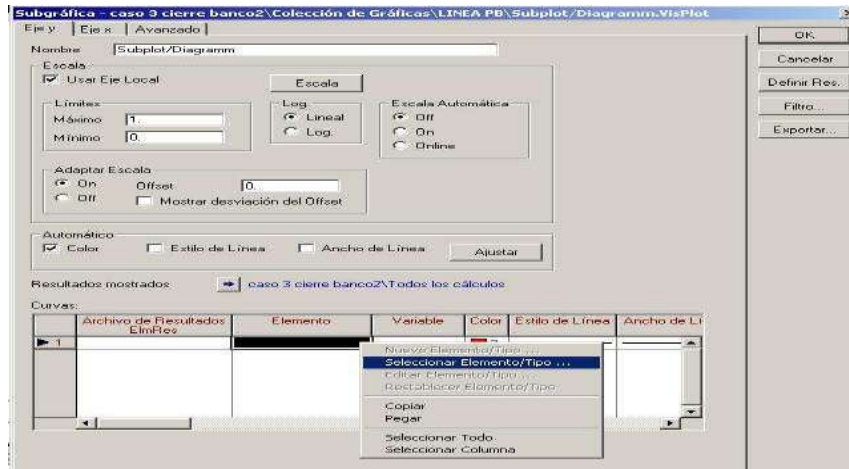 Subgráfica - caso 3 cierre banco2\Colección de Gráficas\LINEA PB\Subplot/Diagramm.VisPlot
Eje y | Eje x | Avanzado
OK
Nombre Subplot/Diagramm
Cancelar
Escala
Usar Eje Local Escala
Definir Res.
Límites Log. Escala Automática
Filtro...
Máximo 1. Lineal Off
Mínimo 0. Log. On
Exportar...
Online
Adaptar Escala
On Offset 0.
Off Mostrar desviación del Offset
Automático
Color Estilo de Línea Ancho de Línea Ajustar
Resultados mostrados caso 3 cierre banco2\Todos los cálculos
Curvas:
Archivo de Resultados ElmRes Elemento Variable Color Estilo de Línea Ancho de Lí
1
Nuevo Elemento/Tipo ...
Seleccionar Elemento/Tipo ...
Editar Elemento/Tipo ...
Restablecer Elemento/Tipo
Copiar
Pegar
Seleccionar Todo
Seleccionar Columna